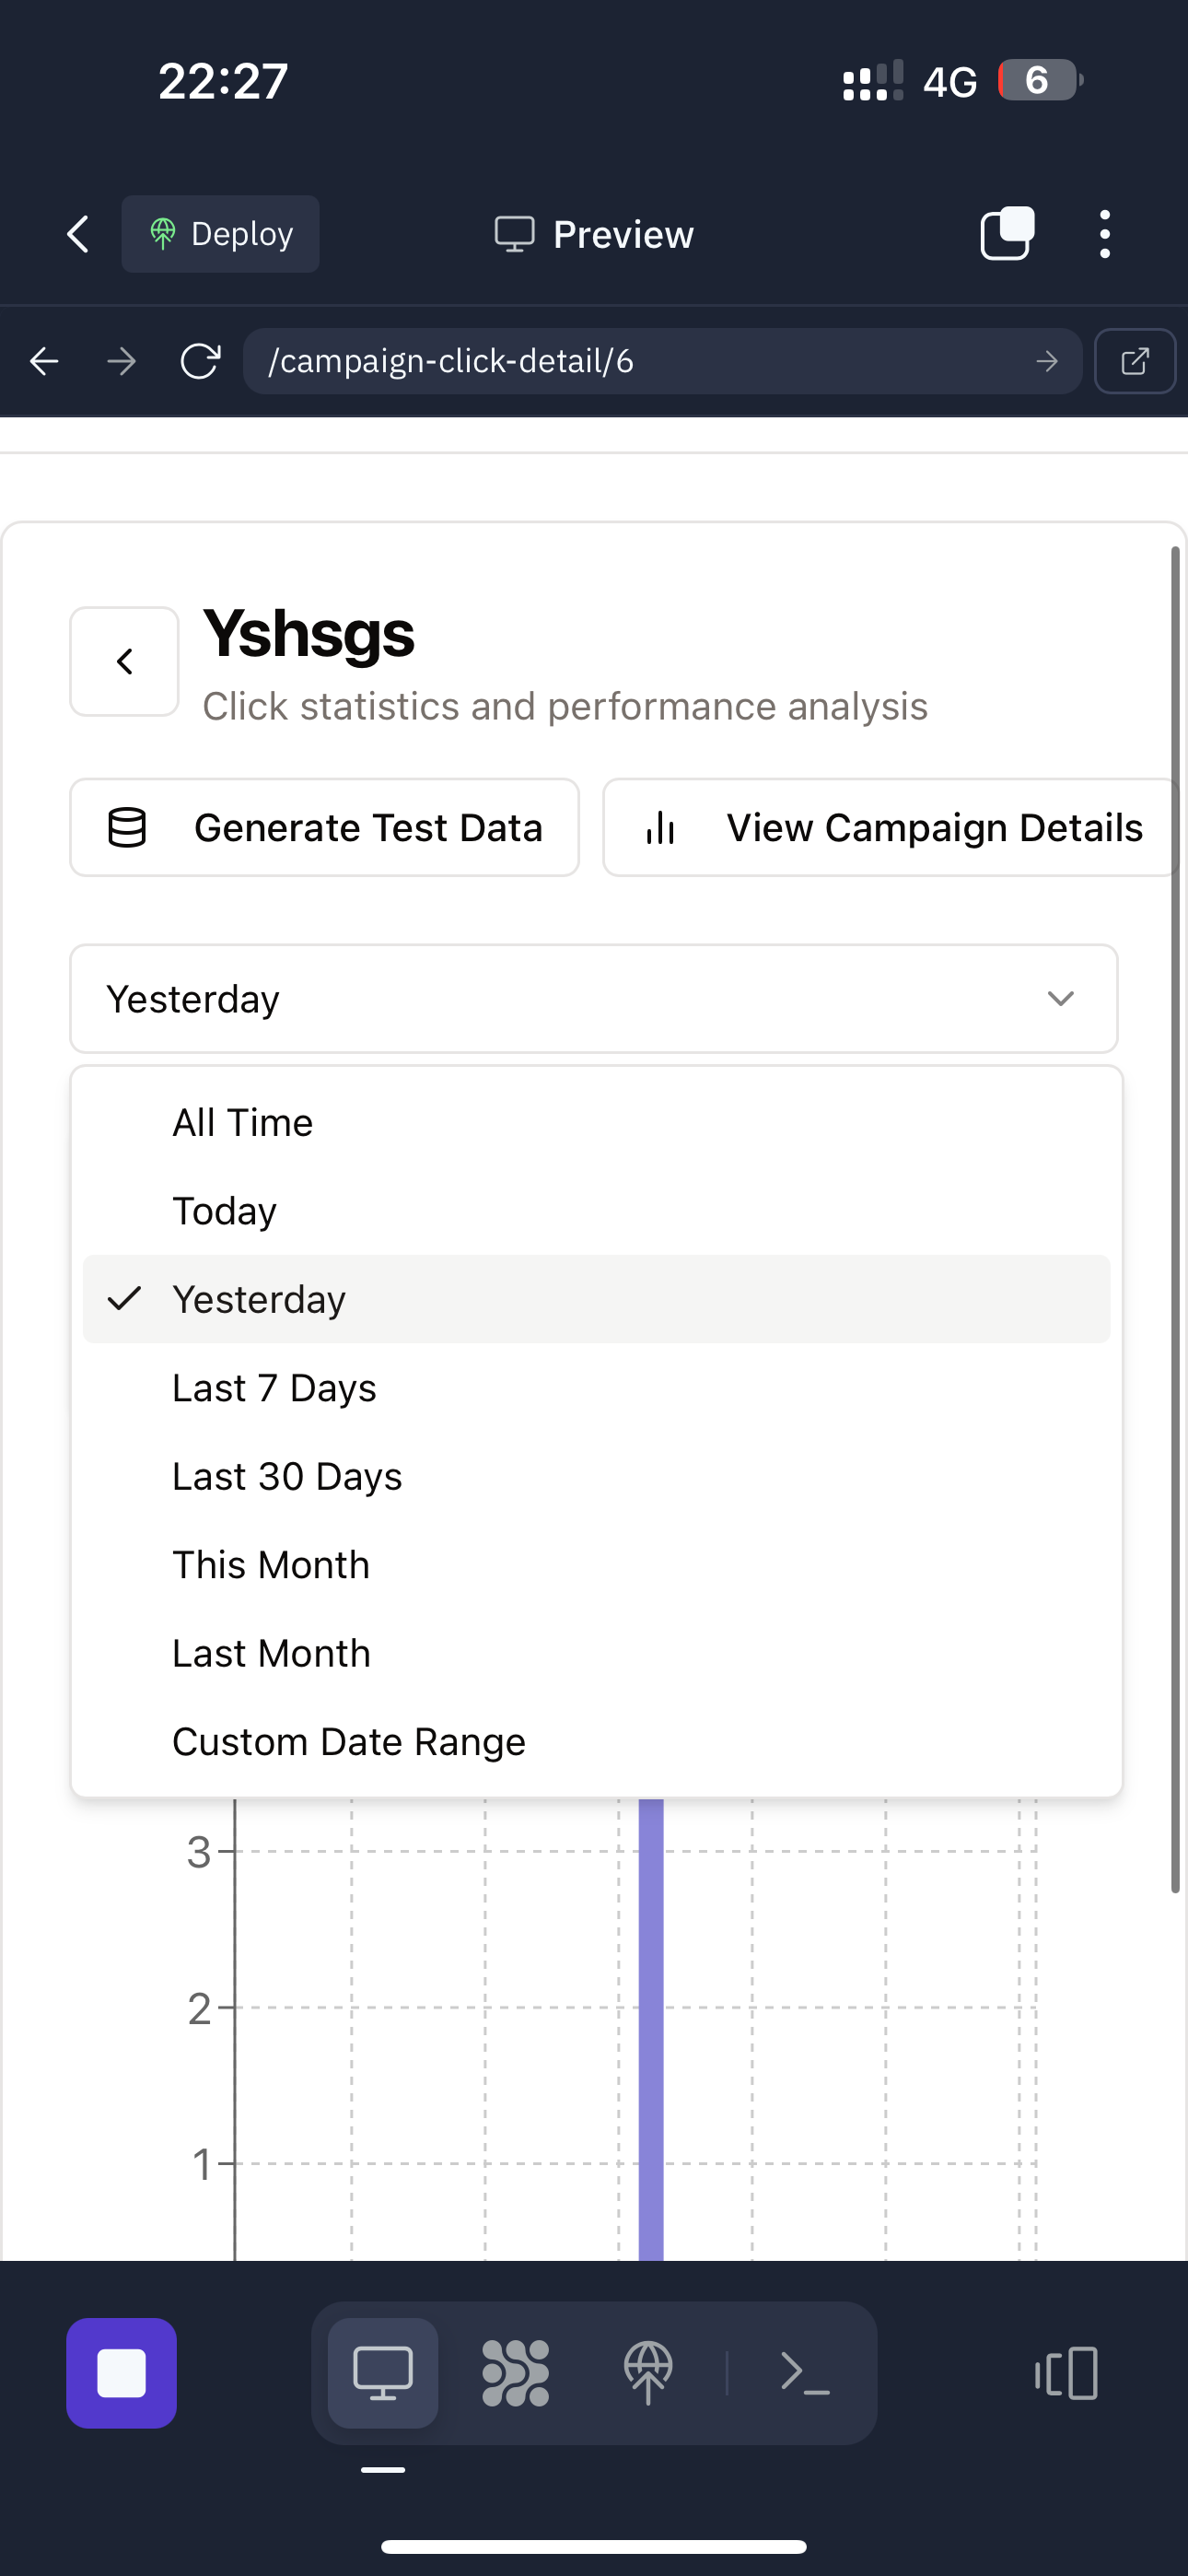 22:27
4G 6
Deploy
Preview
/campaign-click-detail/6
Yshsgs
Click statistics and performance analysis
Generate Test Data
View Campaign Details
Yesterday
All Time
Today
Yesterday
Last 7 Days
Last 30 Days
This Month
Last Month
Custom Date Range
3
2
1